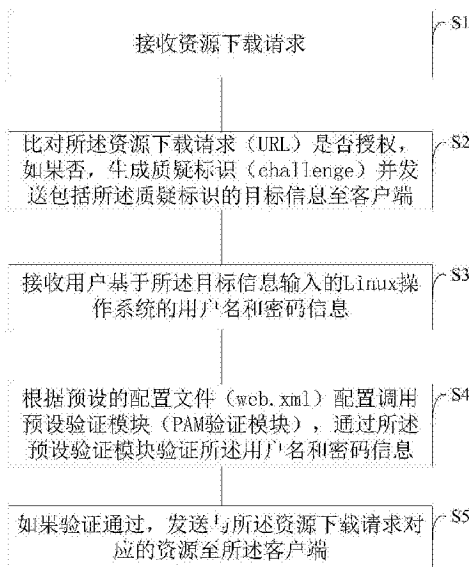 接收资源下载请求
S1
比对所述资源下载请求（URL）是否授权，
如果否，生成质疑标识（challenge）并发
送包括所述质疑标识的目标信息至客户端
S2
接收用户基于所述目标信息输入的Linux操
作系统的用户名和密码信息
S3
根据预设的配置文件（web.xml）配置调用
预设验证模块（PAM验证模块），通过所述
预设验证模块验证所述用户名和密码信息
S4
如果验证通过，发送与所述资源下载请求对
应的资源至所述客户端
S5